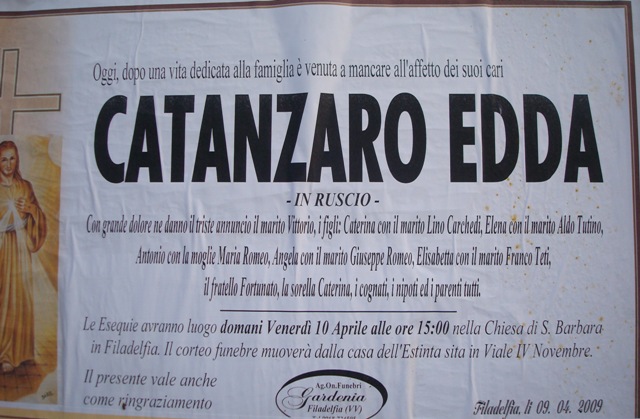 Oggi, dopo una vita dedicata alla famiglia è venuta a mancare all'affetto dei suoi cari
CATANZARO EDDA
- IN RUSCIO -
Con grande dolore ne danno il triste annuncio il marito Vittorio, i figli: Caterina con il marito Lino Carchedi, Elena con il marito Aldo Tutino,
Antonio con la moglie Maria Romeo, Angela con il marito Giuseppe Romeo, Elisabetta con il marito Franco Teti,
il fratello Fortunato, la sorella Caterina, i cognati, i nipoti ed i parenti tutti.
Le Esequie avranno luogo domani Venerdì 10 Aprile alle ore 15:00 nella Chiesa di S. Barbara
in Filadelfia. Il corteo funebre muoverà dalla casa dell'Estinta sita in Viale IV Novembre.
Il presente vale anche
come ringraziamento
Ag.On.Funebri
Gardenia
Filadelfia (VV)
Filadelfia, li 09. 04. 2009